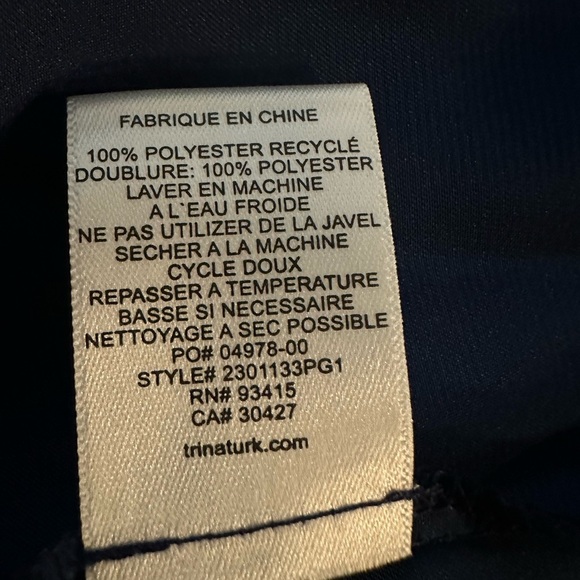 FABRIQUE EN CHINE
100% POLYESTER RECYCLÉ
DOUBLURE: 100% POLYESTER
LAVER EN MACHINE
A L`EAU FROIDE
NE PAS UTILIZER DE LA JAVEL
SECHER A LA MACHINE
CYCLE DOUX
REPASSER A TEMPERATURE
BASSE SI NECESSAIRE
NETTOYAGE A SEC POSSIBLE
PO# 04978-00
STYLE# 2301133PG1
RN# 93415
CA# 30427
trinaturk.com